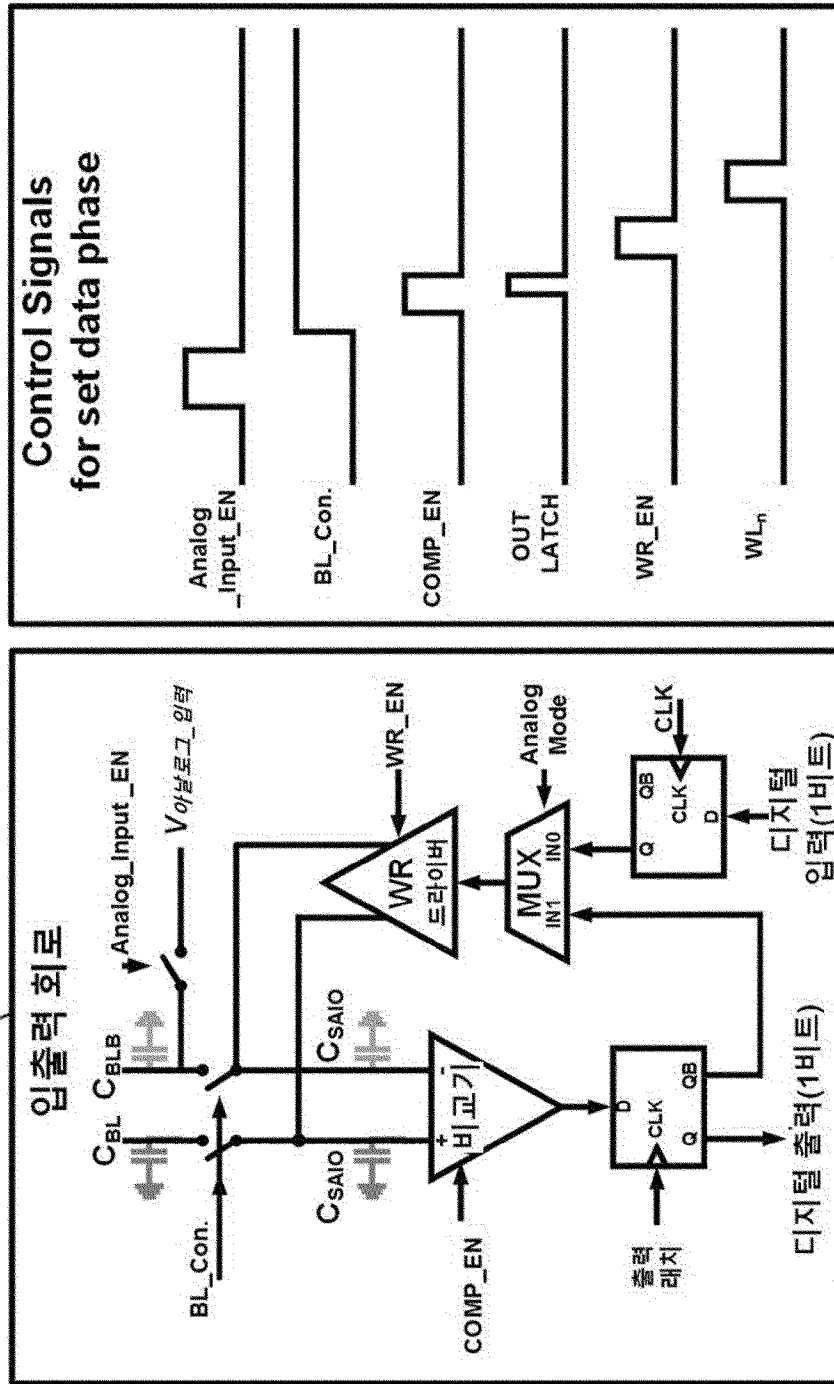 입출력 회로
C_BL
C_BLB
Analog_Input _EN
V아날로그_입력
BL_Con.
C_SAIO
C_SAIO
WR_EN
WR
드라이버
COMP_EN
+
-
비교기
MUX
IN1
IN0
Analog
Mode
D
CLK
Q
QB
출력
래치
Q
QB
CLK
D
CLK
디지털 출력(1비트)
디지털
입력(1비트)
Control Signals
for set data phase
Analog
_Input_EN
BL_Con.
COMP_EN
OUT
LATCH
WR_EN
WLₙ